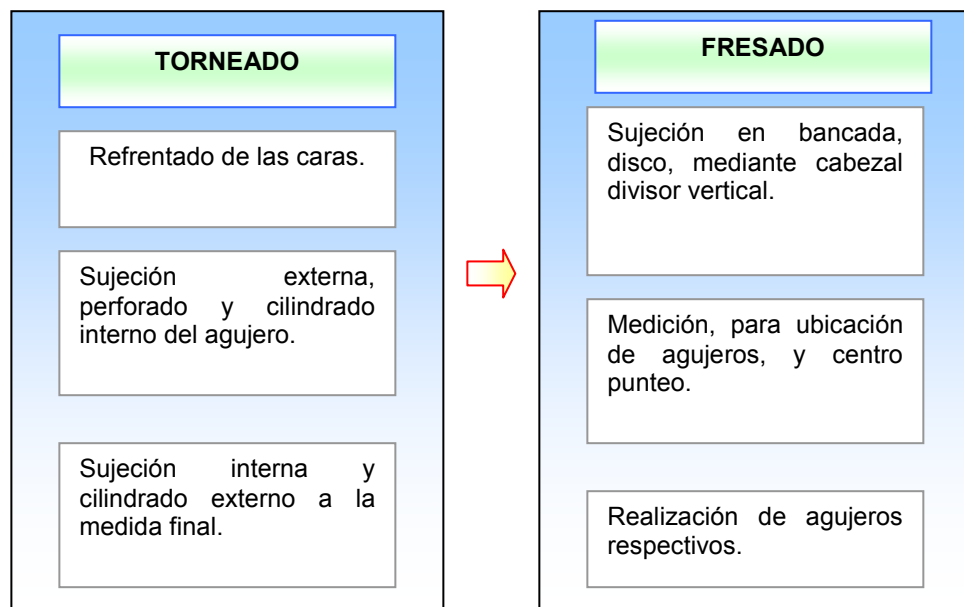 TORNEADO
Refrentado de las caras.
Sujeción externa,
perforado y cilindrado
interno del agujero.
Sujeción interna y
cilindrado externo a la
medida final.
FRESADO
Sujeción en bancada,
disco, mediante cabezal
divisor vertical.
Medición, para ubicación
de agujeros, y centro
punteo.
Realización de agujeros
respectivos.